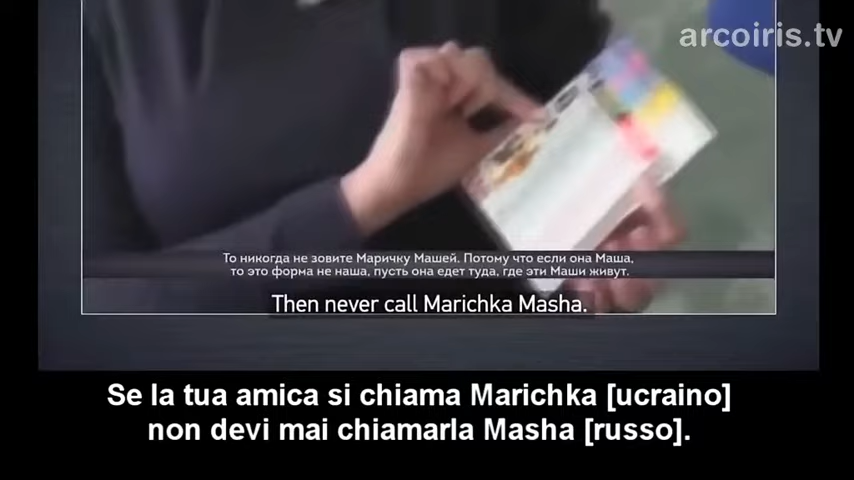 arcoiris.tv
То никогда не зовите Маричку Машей. Потому что если она Маша,
то это форма не наша, пусть она едет туда, где эти Маши живут.
Then never call Marichka Masha.
Se la tua amica si chiama Marichka [ucraino]
non devi mai chiamarla Masha [russo].